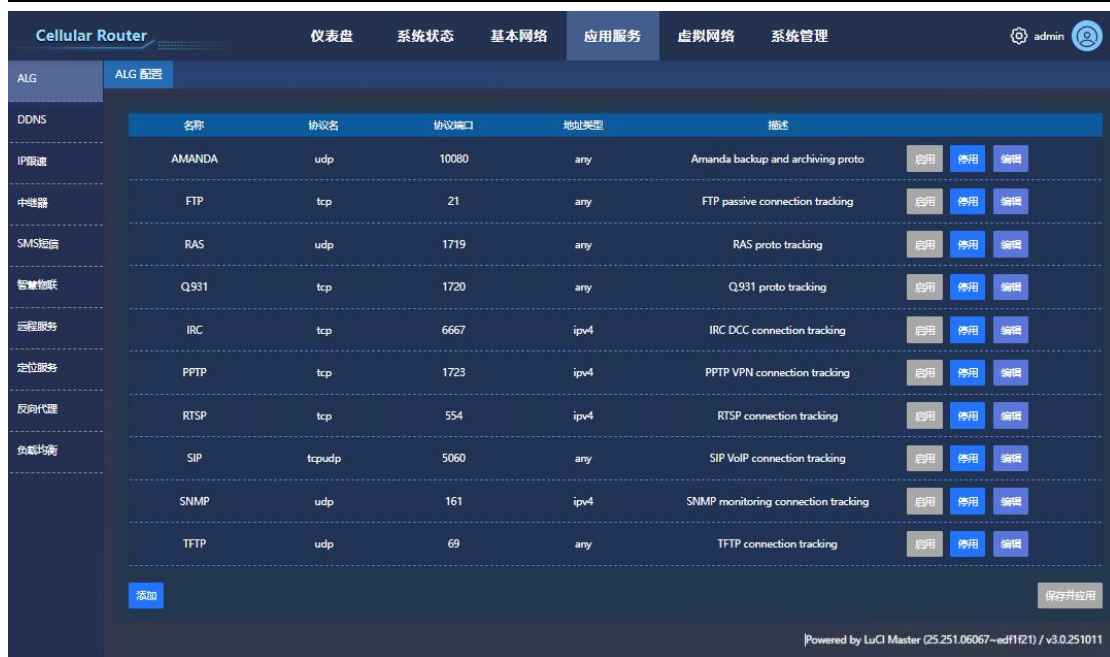 Cellular Router 仪表盘 系统状态 基本网络 应用服务 虚拟网络 系统管理 admin
ALG
DDNS
IP限速
中继器
SMS短信
智慧物联
远程服务
定位服务
反向代理
负载均衡
ALG 配置
名称 协议名 协议端口 地址类型 描述
AMANDA udp 10080 any Amanda backup and archiving proto 启用 停用 编辑
FTP tcp 21 any FTP passive connection tracking 启用 停用 编辑
RAS udp 1719 any RAS proto tracking 启用 停用 编辑
Q.931 tcp 1720 any Q.931 proto tracking 启用 停用 编辑
IRC tcp 6667 ipv4 IRC DCC connection tracking 启用 停用 编辑
PPTP tcp 1723 ipv4 PPTP VPN connection tracking 启用 停用 编辑
RTSP tcp 554 ipv4 RTSP connection tracking 启用 停用 编辑
SIP tcpudp 5060 any SIP VoIP connection tracking 启用 停用 编辑
SNMP udp 161 ipv4 SNMP monitoring connection tracking 启用 停用 编辑
TFTP udp 69 any TFTP connection tracking 启用 停用 编辑
添加 保存并应用
Powered by LuCI Master (25.251.06067~edf1f21) / v3.0.251011